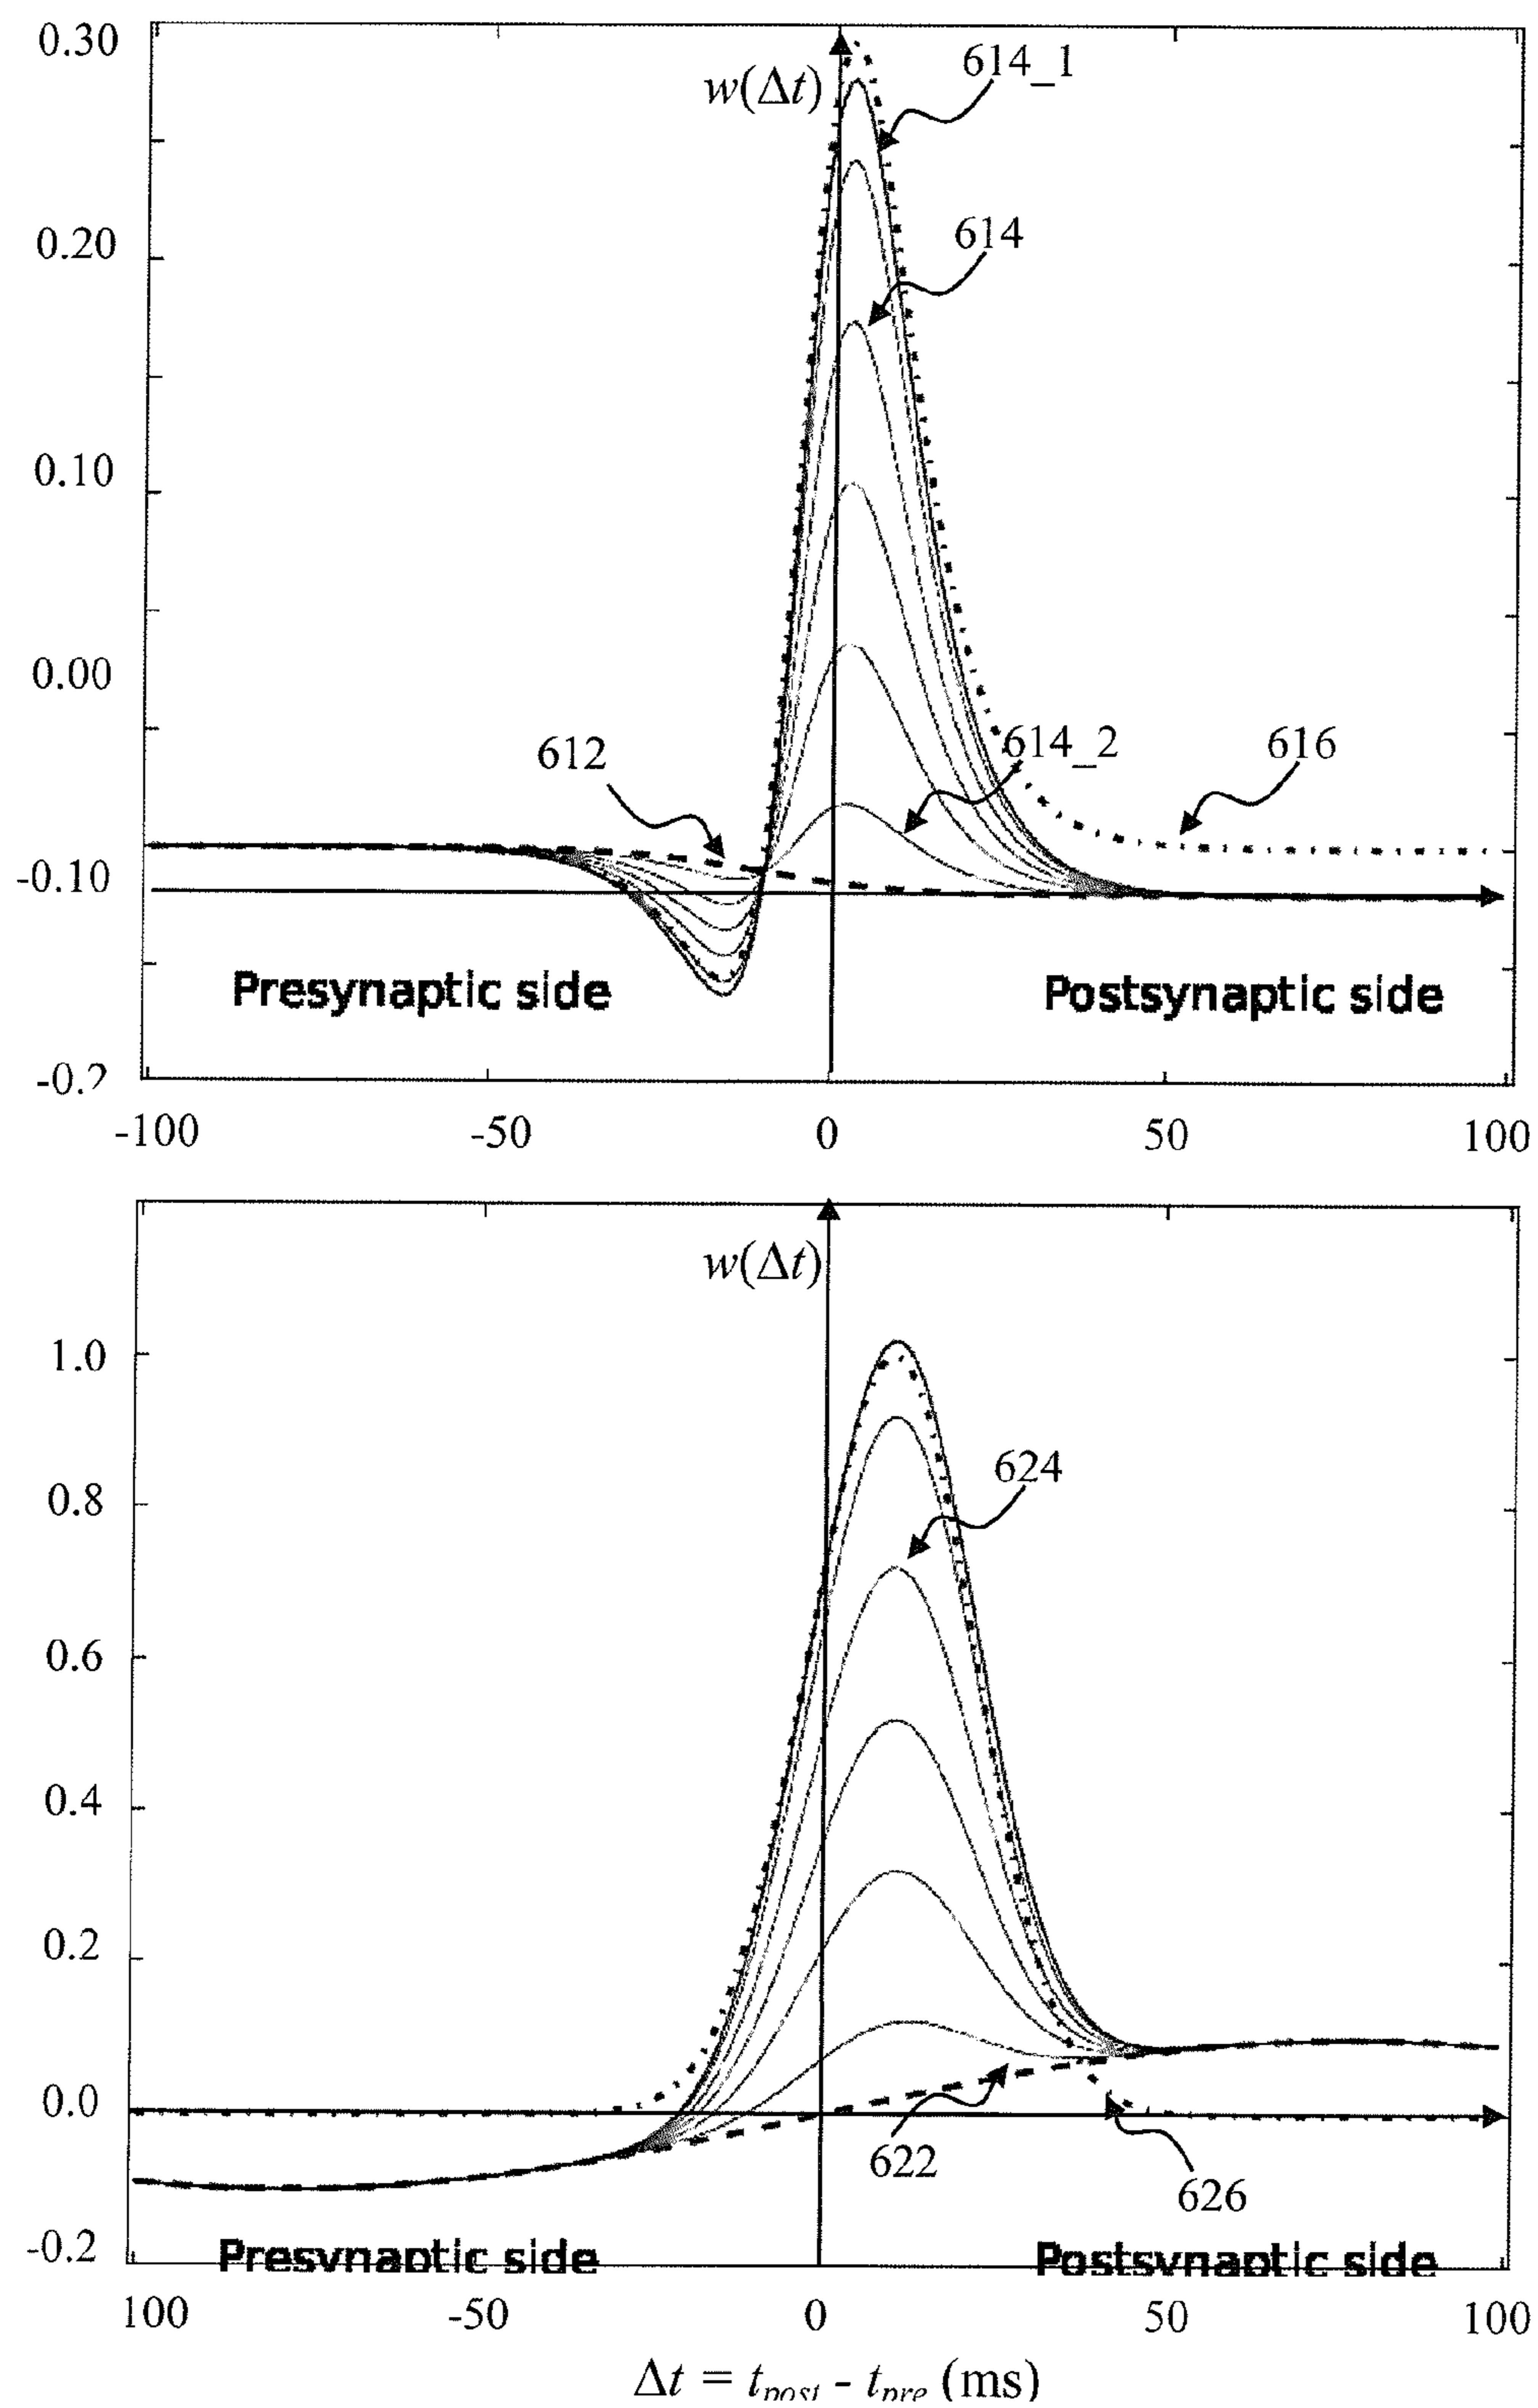 0.30
w(Δt)
614_1
0.20
614
0.10
0.00
612
614_2
616
-0.10
Presynaptic side
Postsynaptic side
-0.2
-100 -50 0 50 100
w(Δt)
1.0
624
0.8
0.6
0.4
0.2
0.0
622
626
-0.2
Presynaptic side
Postsynaptic side
100 -50 0 50 100
Δt = tpost - tpre (ms)